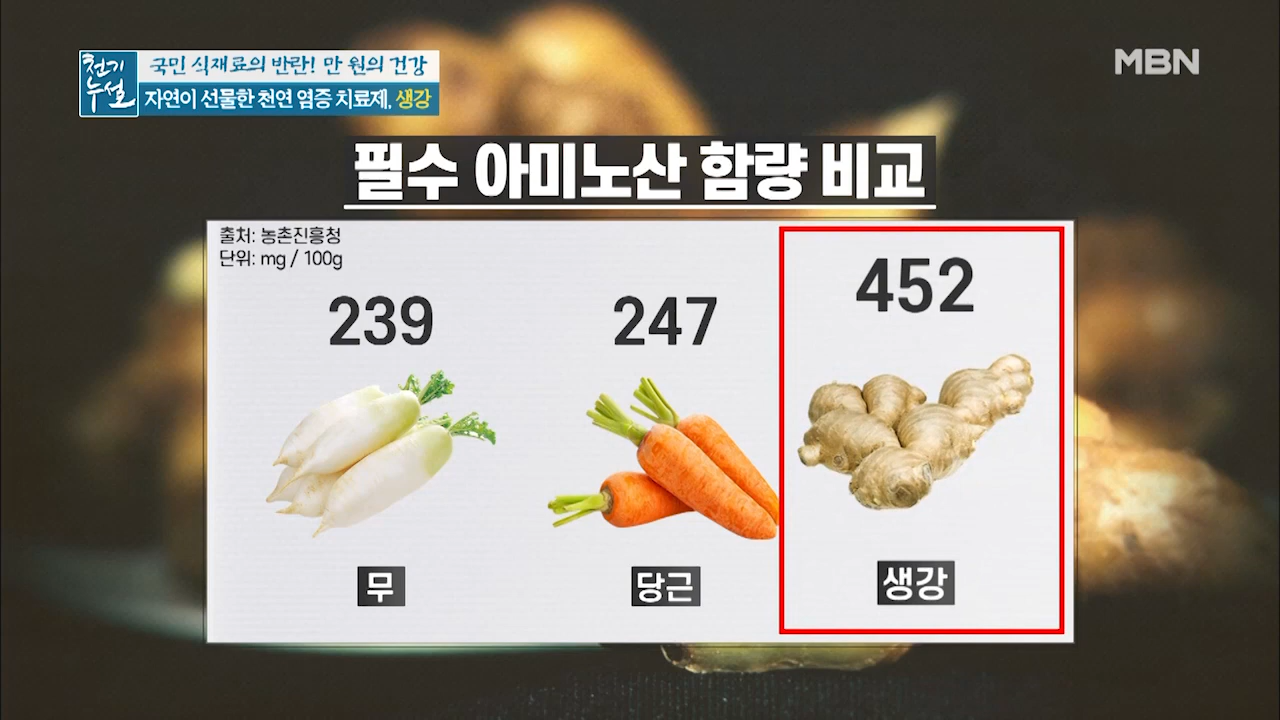 천기누설
국민 식재료의 반란! 만 원의 건강
자연이 선물한 천연 염증 치료제, 생강
MBN
필수 아미노산 함량 비교
출처: 농촌진흥청
단위: mg / 100g
239
247
452
무
당근
생강